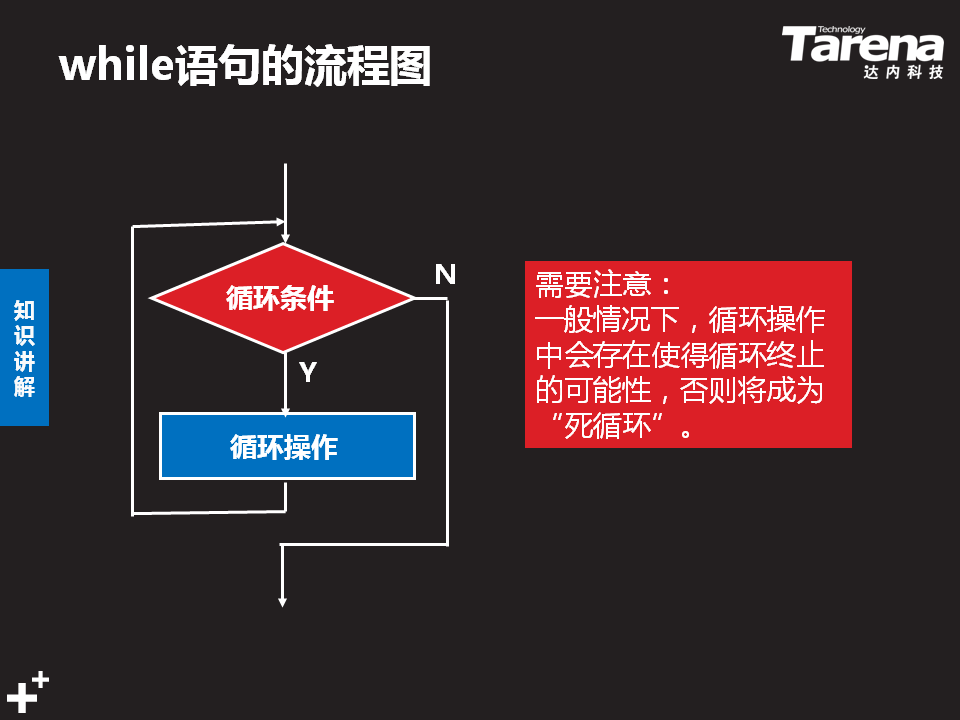 while语句的流程图
Technology
Tarena
达内科技
知识讲解
循环条件
N
Y
循环操作
需要注意：
一般情况下，循环操作
中会存在使得循环终止
的可能性，否则将成为
“死循环”。